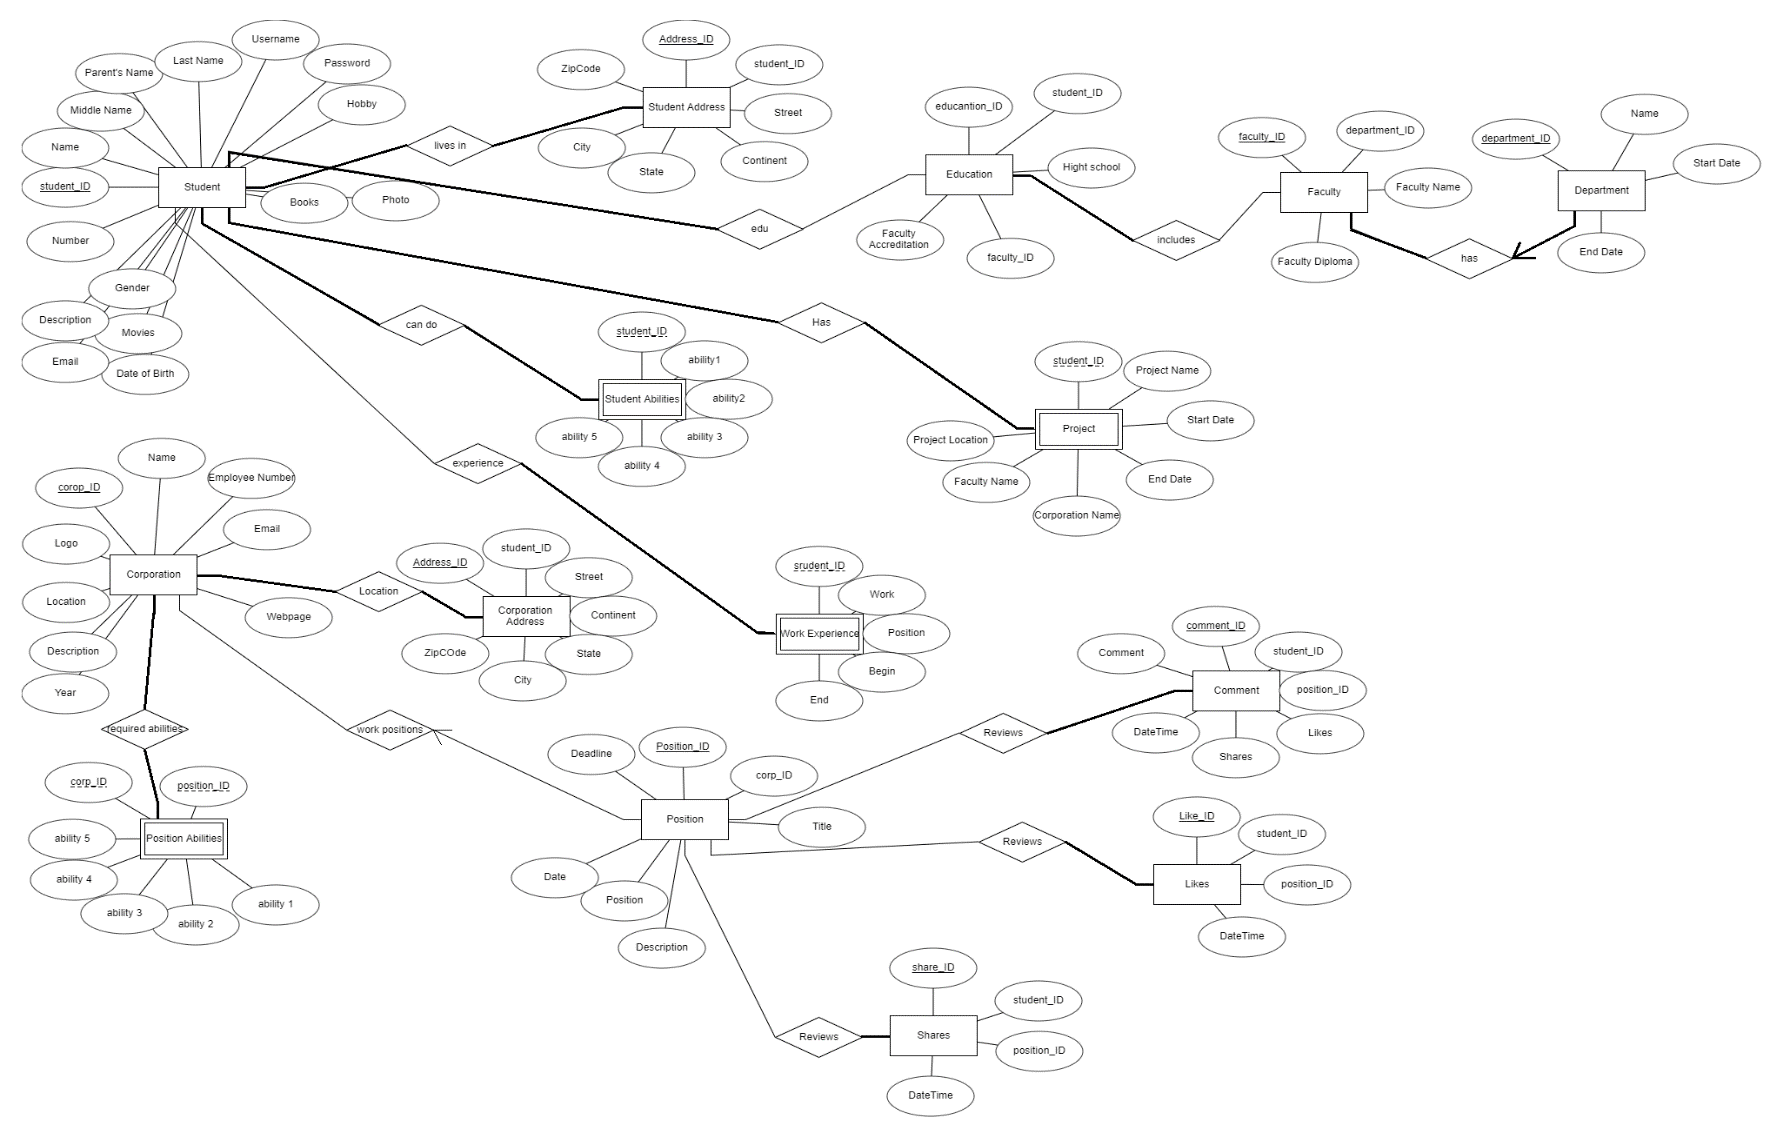 Username
Last Name
Password
Parent's Name
Hobby
Middle Name
Name
student_ID
Student
Books
Photo
Number
Gender
Description
Movies
Email
Date of Birth
lives in
Address_ID
ZipCode
student_ID
Student Address
Street
City
State
Continent
edu
educantion_ID
student_ID
Education
Hight school
Faculty
Accreditation
faculty_ID
includes
faculty_ID
department_ID
Faculty
Faculty Name
Faculty Diploma
has
department_ID
Name
Start Date
Department
End Date
can do
student_ID
ability1
Student Abilities
ability2
ability 5
ability 3
ability 4
Has
student_ID
Project Name
Start Date
Project
Project Location
Faculty Name
End Date
Corporation Name
experience
Name
corop_ID
Employee Number
Logo
Email
Corporation
Location
Webpage
Description
Year
Location
Address_ID
student_ID
Street
Corporation
Address
Continent
ZipCOde
State
City
srudent_ID
Work
Work Experience
Position
Begin
End
required abilities
corp_ID
position_ID
ability 5
Position Abilities
ability 4
ability 3
ability 2
ability 1
work positions
Deadline
Position_ID
corp_ID
Position
Title
Date
Position
Description
Reviews
comment_ID
Comment
student_ID
Comment
position_ID
DateTime
Likes
Shares
Reviews
Like_ID
student_ID
Likes
position_ID
DateTime
Reviews
share_ID
student_ID
Shares
position_ID
DateTime